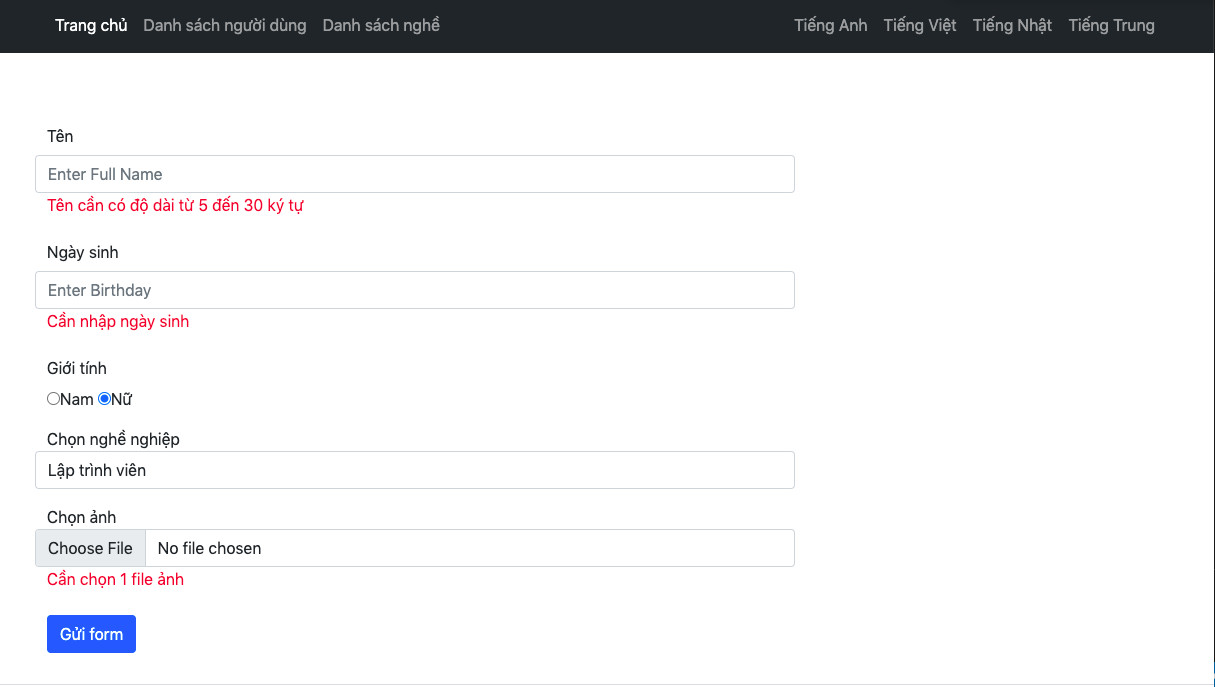 Trang chủ Danh sách người dùng Danh sách nghề Tiếng Anh Tiếng Việt Tiếng Nhật Tiếng Trung
Tên
Enter Full Name
Tên cần có độ dài từ 5 đến 30 ký tự
Ngày sinh
Enter Birthday
Cần nhập ngày sinh
Giới tính
Nam Nữ
Chọn nghề nghiệp
Lập trình viên
Chọn ảnh
Choose File No file chosen
Cần chọn 1 file ảnh
Gửi form